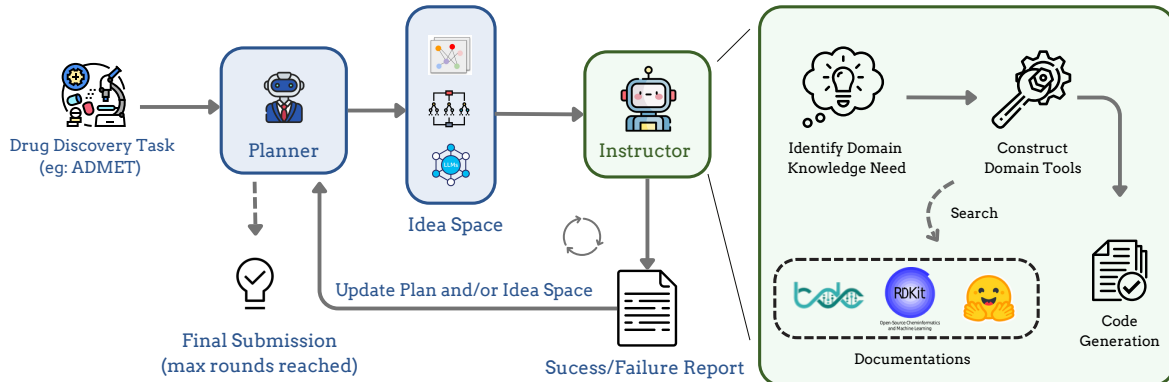 Drug Discovery Task
(eg: ADMET)
Planner
LLMs
Idea Space
Instructor
Update Plan and/or Idea Space
Final Submission
(max rounds reached)
Sucess/Failure Report
Identify Domain
Knowledge Need
Construct
Domain Tools
Search
tdc
RDKit
Open-Source Cheminformatics
and Machine Learning
Documentations
Code
Generation